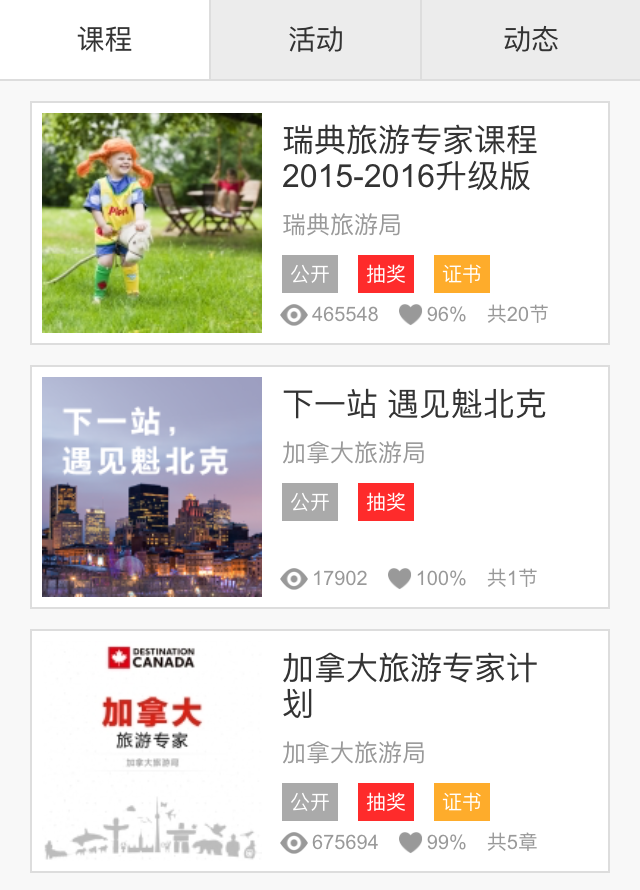 课程
活动
动态
瑞典旅游专家课程
2015-2016升级版
瑞典旅游局
公开 抽奖 证书
465548 96% 共20节
下一站，
遇见魁北克
下一站 遇见魁北克
加拿大旅游局
公开 抽奖
17902 100% 共1节
DESTINATION
CANADA
加拿大
旅游专家
加拿大旅游局
加拿大旅游专家计
划
加拿大旅游局
公开 抽奖 证书
675694 99% 共5章